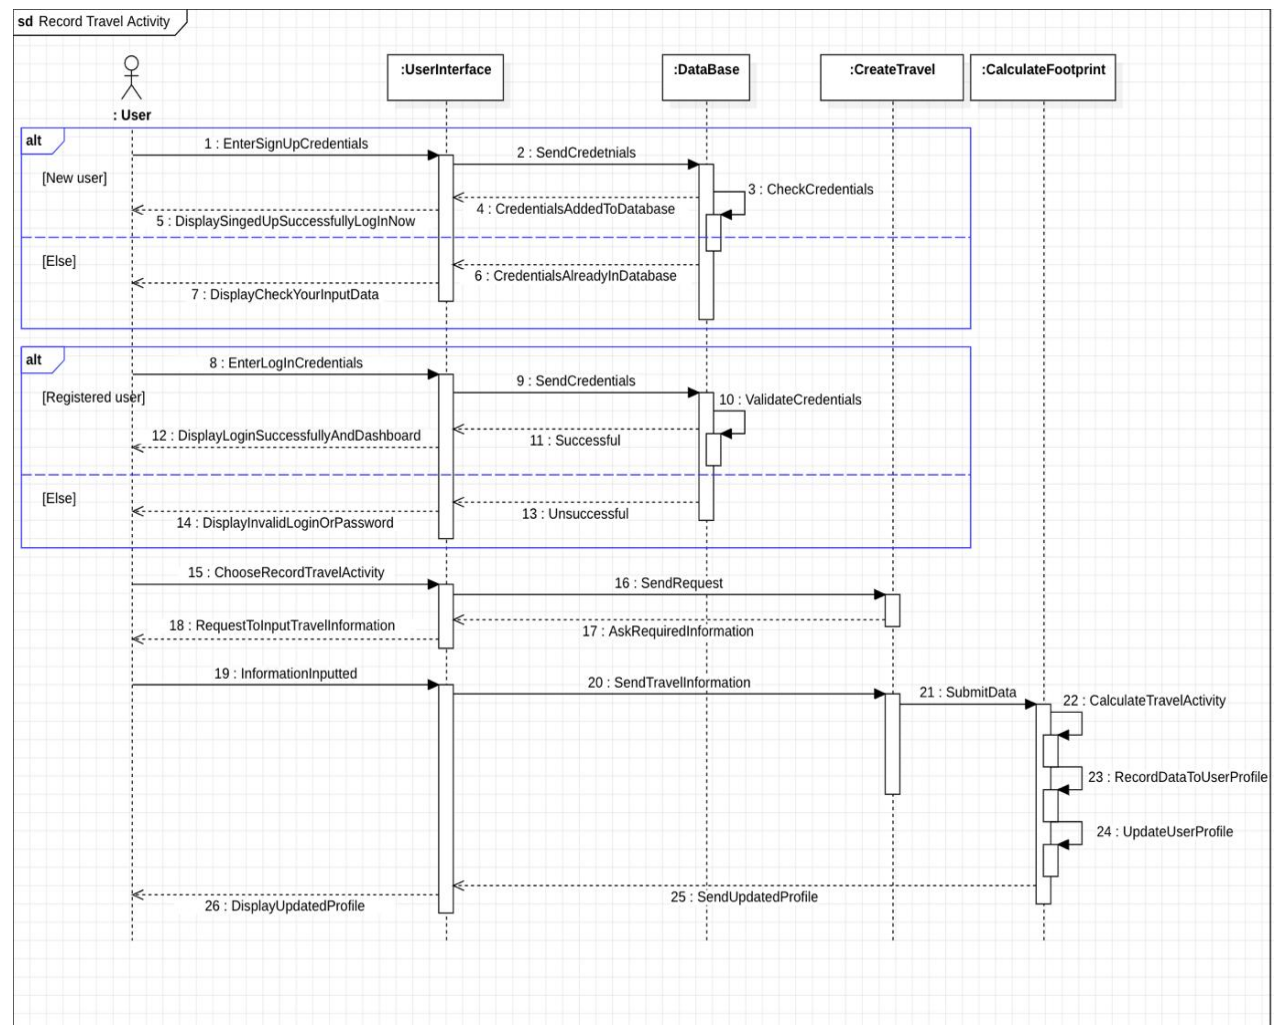 sd Record Travel Activity
: User
:UserInterface
:DataBase
:CreateTravel
:CalculateFootprint
alt
1 : EnterSignUpCredentials
2 : SendCredetnials
[New user]
3 : CheckCredentials
4 : CredentialsAddedToDatabase
5 : DisplaySingedUpSuccessfullyLogInNow
[Else]
6 : CredentialsAlreadyInDatabase
7 : DisplayCheckYourInputData
alt
8 : EnterLogInCredentials
9 : SendCredentials
[Registered user]
10 : ValidateCredentials
12 : DisplayLoginSuccessfullyAndDashboard
11 : Successful
[Else]
13 : Unsuccessful
14 : DisplayInvalidLoginOrPassword
15 : ChooseRecordTravelActivity
16 : SendRequest
18 : RequestToInputTravelInformation
17 : AskRequiredInformation
19 : InformationInputted
20 : SendTravelInformation
21 : SubmitData
22 : CalculateTravelActivity
23 : RecordDataToUserProfile
24 : UpdateUserProfile
25 : SendUpdatedProfile
26 : DisplayUpdatedProfile